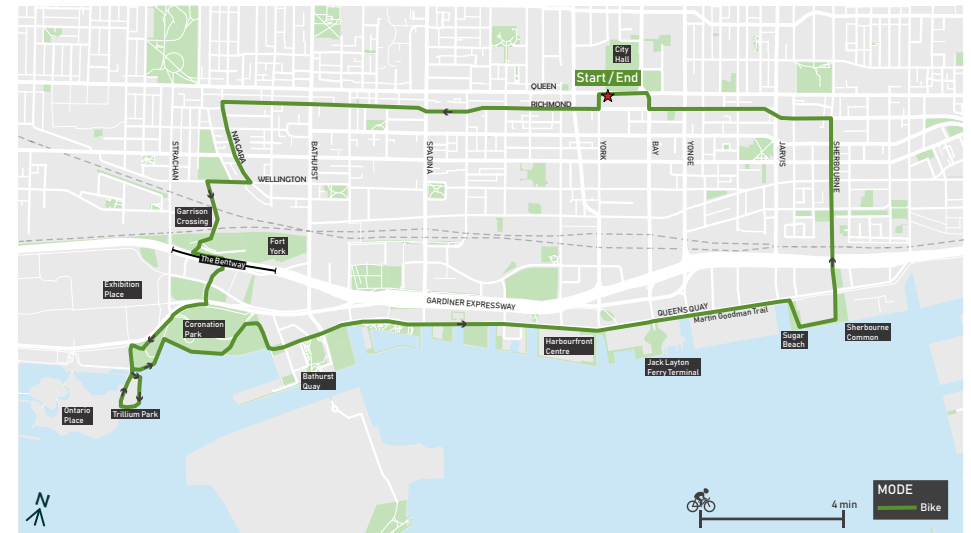 City
Hall
Start / End
QUEEN
RICHMOND
STRACHAN
NIAGARA
BATHURST
SPADINA
YORK
BAY
YONGE
JARVIS
SHERBOURNE
WELLINGTON
Garrison
Crossing
Fort
York
The Bentway
Exhibition
Place
GARDINER EXPRESSWAY
QUEENS QUAY
Martin Goodman Trail
Coronation
Park
Harbourfront
Centre
Sugar
Beach
Sherbourne
Common
Jack Layton
Ferry Terminal
Bathurst
Quay
Ontario
Place
Trillium Park
N
4 min
MODE
Bike